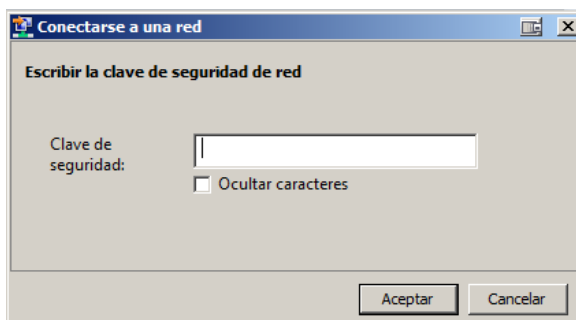 Conectarse a una red
Escribir la clave de seguridad de red
Clave de
seguridad:
Ocultar caracteres
Aceptar Cancelar